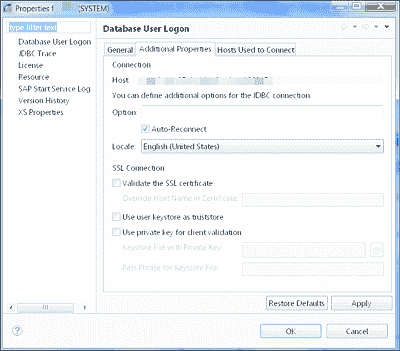 Properties f (SYSTEM)
type filter text
Database User Logon
JDBC Trace
License
Resource
SAP Start Service Log
Version History
XS Properties
Database User Logon
General Additional Properties Hosts Used to Connect
Connection
Host:
You can define additional options for the JDBC connection.
Option:
Auto-Reconnect
Locale: English (United States)
SSL Connection
Validate the SSL certificate
Override Host Name in Certificate:
Use user keystore as truststore
Use private key for client validation
Keystore File with Private Key:
...
Pass Phrase for Keystore File:
Restore Defaults Apply
? OK Cancel